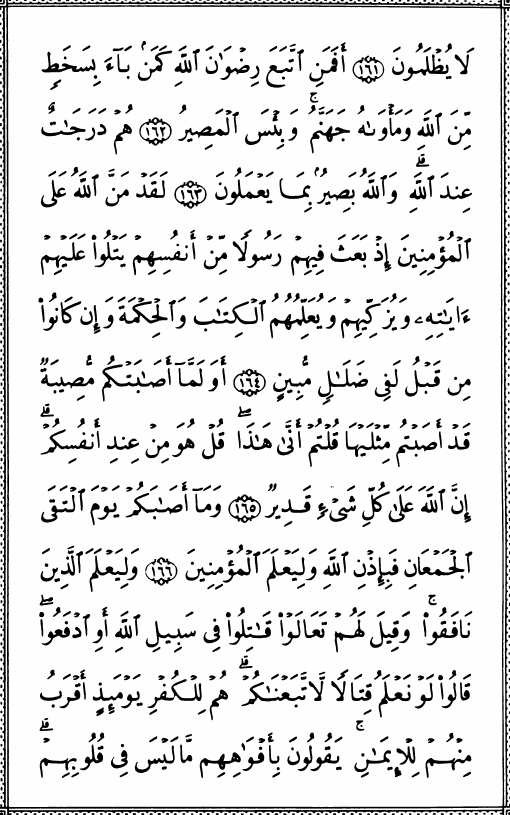 لَا يُظْلَمُونَ ﴿١٦١﴾ أَفَمَنِ ٱتَّبَعَ رِضْوَٰنَ ٱللَّهِ كَمَنۢ بَآءَ بِسَخَطٍۢ
مِّنَ ٱللَّهِ وَمَأْوَىٰهُ جَهَنَّمُ ۚ وَبِئْسَ ٱلْمَصِيرُ ﴿١٦٢﴾ هُمْ دَرَجَٰتٌ
عِندَ ٱللَّهِ ۗ وَٱللَّهُ بَصِيرٌۢ بِمَا يَعْمَلُونَ ﴿١٦٣﴾ لَقَدْ مَنَّ ٱللَّهُ عَلَى
ٱلْمُؤْمِنِينَ إِذْ بَعَثَ فِيهِمْ رَسُولًا مِّنْ أَنفُسِهِمْ يَتْلُوا۟ عَلَيْهِمْ
ءَايَٰتِهِۦ وَيُزَكِّيهِمْ وَيُعَلِّمُهُمُ ٱلْكِتَٰبَ وَٱلْحِكْمَةَ وَإِن كَانُوا۟
مِن قَبْلُ لَفِى ضَلَٰلٍ مُّبِينٍ ﴿١٦٤﴾ أَوَلَمَّآ أَصَٰبَتْكُم مُّصِيبَةٌ
قَدْ أَصَبْتُم مِّثْلَيْهَا قُلْتُمْ أَنَّىٰ هَٰذَا ۖ قُلْ هُوَ مِنْ عِندِ أَنفُسِكُمْ ۗ
إِنَّ ٱللَّهَ عَلَىٰ كُلِّ شَىْءٍ قَدِيرٌ ﴿١٦٥﴾ وَمَآ أَصَٰبَكُمْ يَوْمَ ٱلْتَقَى
ٱلْجَمْعَانِ فَبِإِذْنِ ٱللَّهِ وَلِيَعْلَمَ ٱلْمُؤْمِنِينَ ﴿١٦٦﴾ وَلِيَعْلَمَ ٱلَّذِينَ
نَافَقُوا۟ ۚ وَقِيلَ لَهُمْ تَعَالَوْا۟ قَٰتِلُوا۟ فِى سَبِيلِ ٱللَّهِ أَوِ ٱدْفَعُوا۟ ۖ
قَالُوا۟ لَوْ نَعْلَمُ قِتَالًا لَّٱتَّبَعْنَٰكُمْ ۗ هُمْ لِلْكُفْرِ يَوْمَئِذٍ أَقْرَبُ
مِنْهُمْ لِلْإِيمَٰنِ ۚ يَقُولُونَ بِأَفْوَٰهِهِم مَّا لَيْسَ فِى قُلُوبِهِمْ ۗ